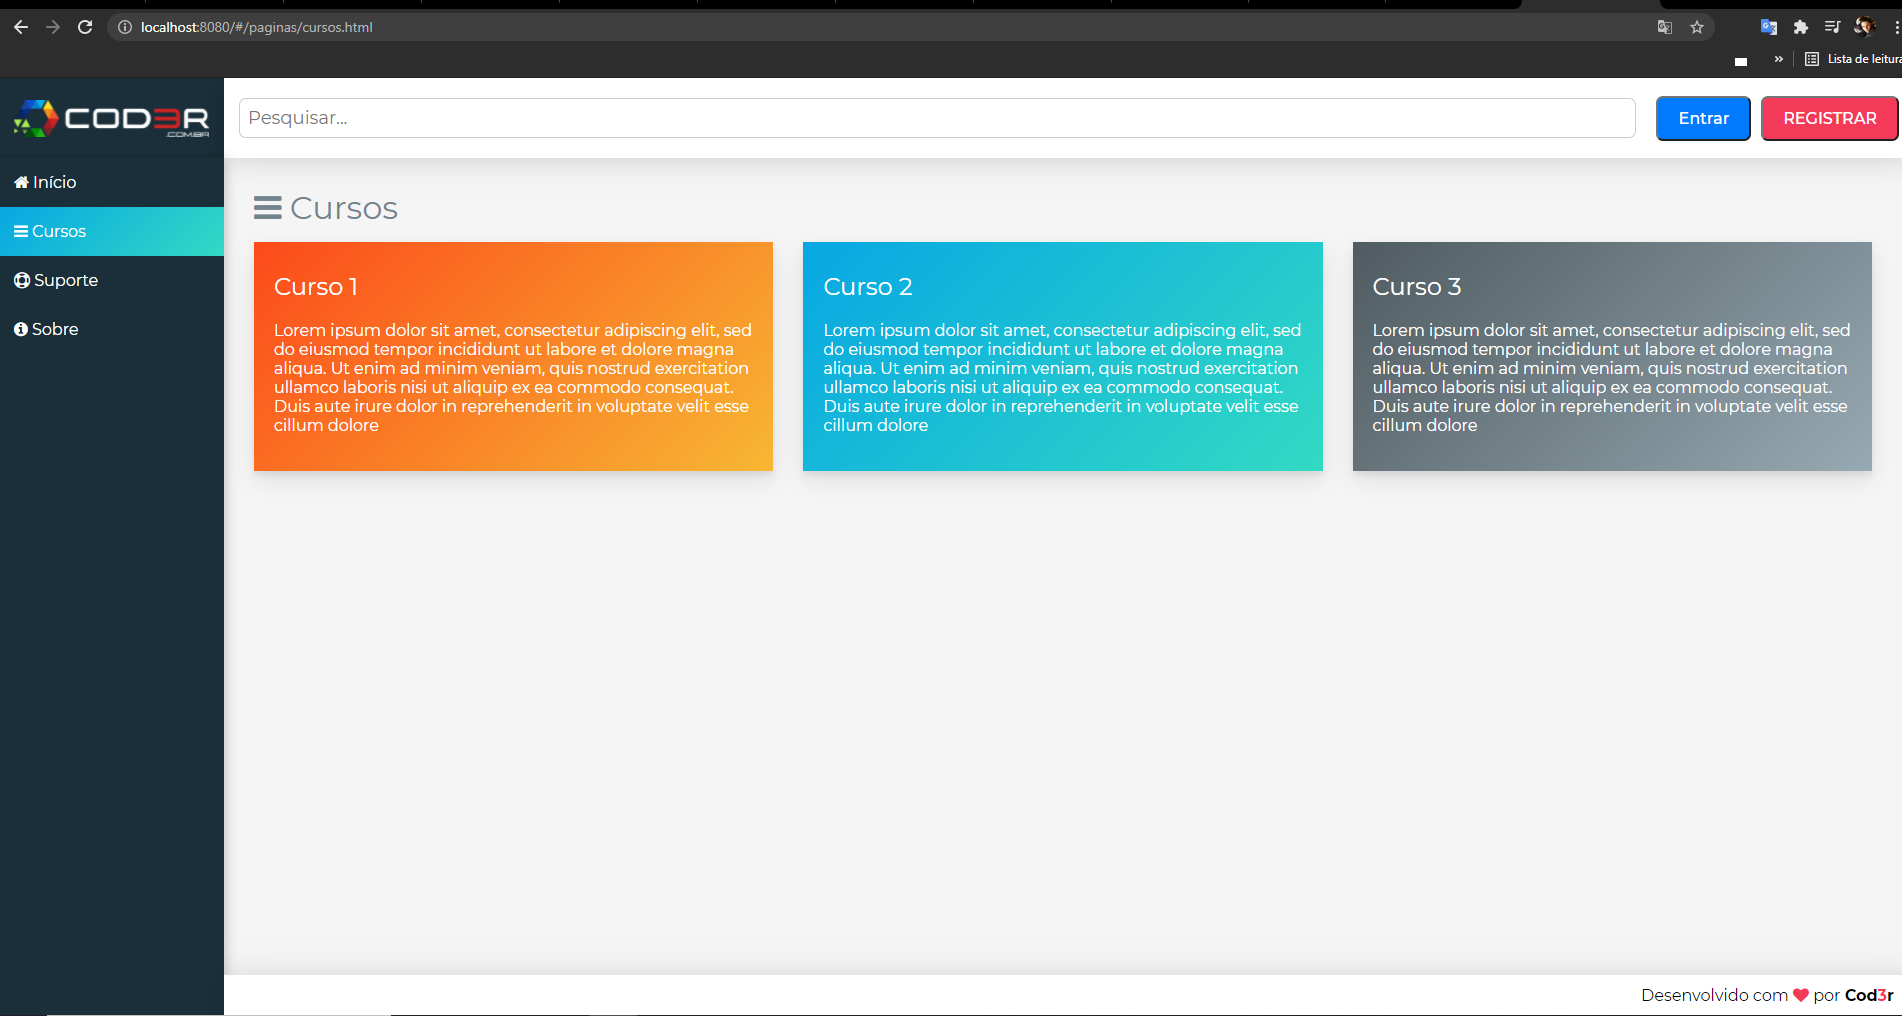 localhost:8080/#/paginas/cursos.html
»
Lista de leitura
COD3R
.COM.BR
Pesquisar...
Entrar
REGISTRAR
Início
Cursos
Suporte
Sobre
Cursos
Curso 1
Lorem ipsum dolor sit amet, consectetur adipiscing elit, sed
do eiusmod tempor incididunt ut labore et dolore magna
aliqua. Ut enim ad minim veniam, quis nostrud exercitation
ullamco laboris nisi ut aliquip ex ea commodo consequat.
Duis aute irure dolor in reprehenderit in voluptate velit esse
cillum dolore
Curso 2
Lorem ipsum dolor sit amet, consectetur adipiscing elit, sed
do eiusmod tempor incididunt ut labore et dolore magna
aliqua. Ut enim ad minim veniam, quis nostrud exercitation
ullamco laboris nisi ut aliquip ex ea commodo consequat.
Duis aute irure dolor in reprehenderit in voluptate velit esse
cillum dolore
Curso 3
Lorem ipsum dolor sit amet, consectetur adipiscing elit, sed
do eiusmod tempor incididunt ut labore et dolore magna
aliqua. Ut enim ad minim veniam, quis nostrud exercitation
ullamco laboris nisi ut aliquip ex ea commodo consequat.
Duis aute irure dolor in reprehenderit in voluptate velit esse
cillum dolore
Desenvolvido com ❤ por Cod3r